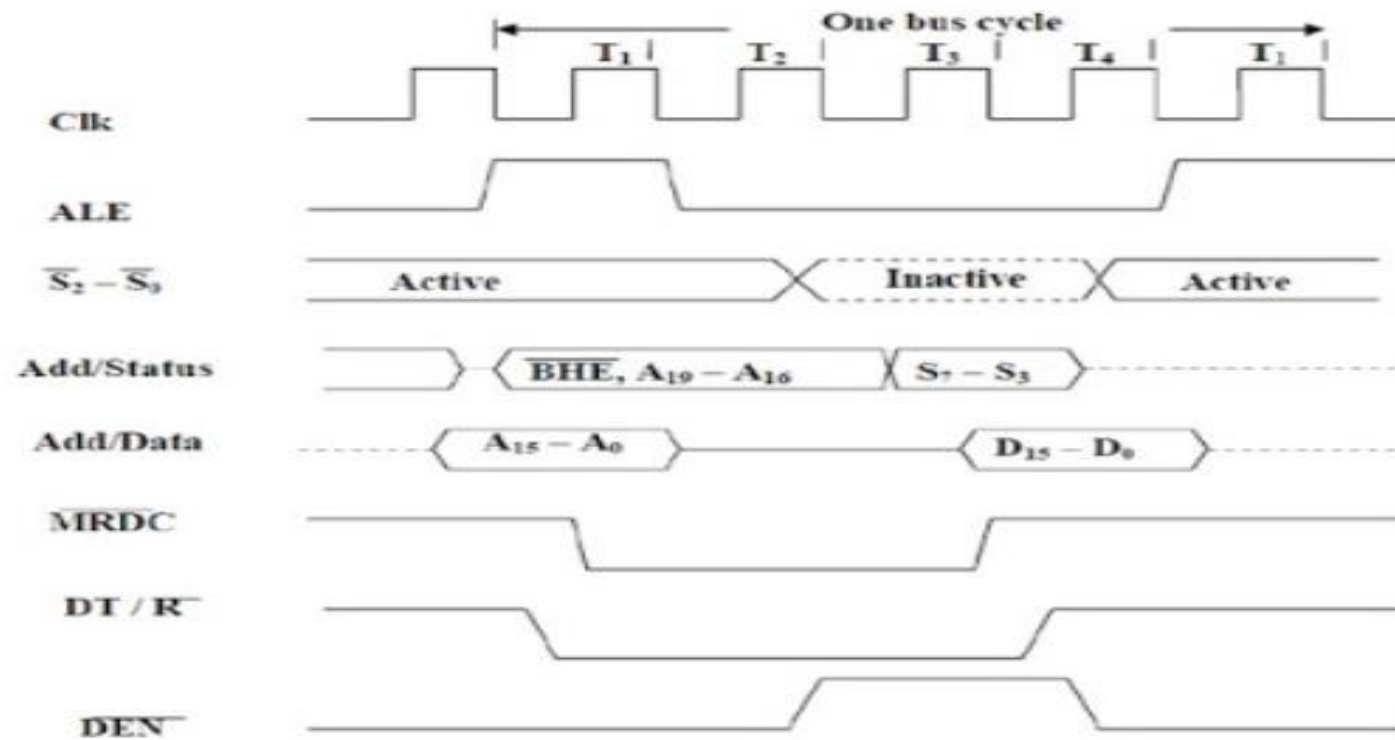 One bus cycle
T₁ T₂ T₃ T₄ T₁
Clk
ALE
S̅₂ – S̅₀ Active Inactive Active
Add/Status B̅H̅E̅, A₁₉ – A₁₆ S₇ – S₃
Add/Data A₁₅ – A₀ D₁₅ – D₀
M̅R̅D̅C̅
DT / R̅
D̅E̅N̅